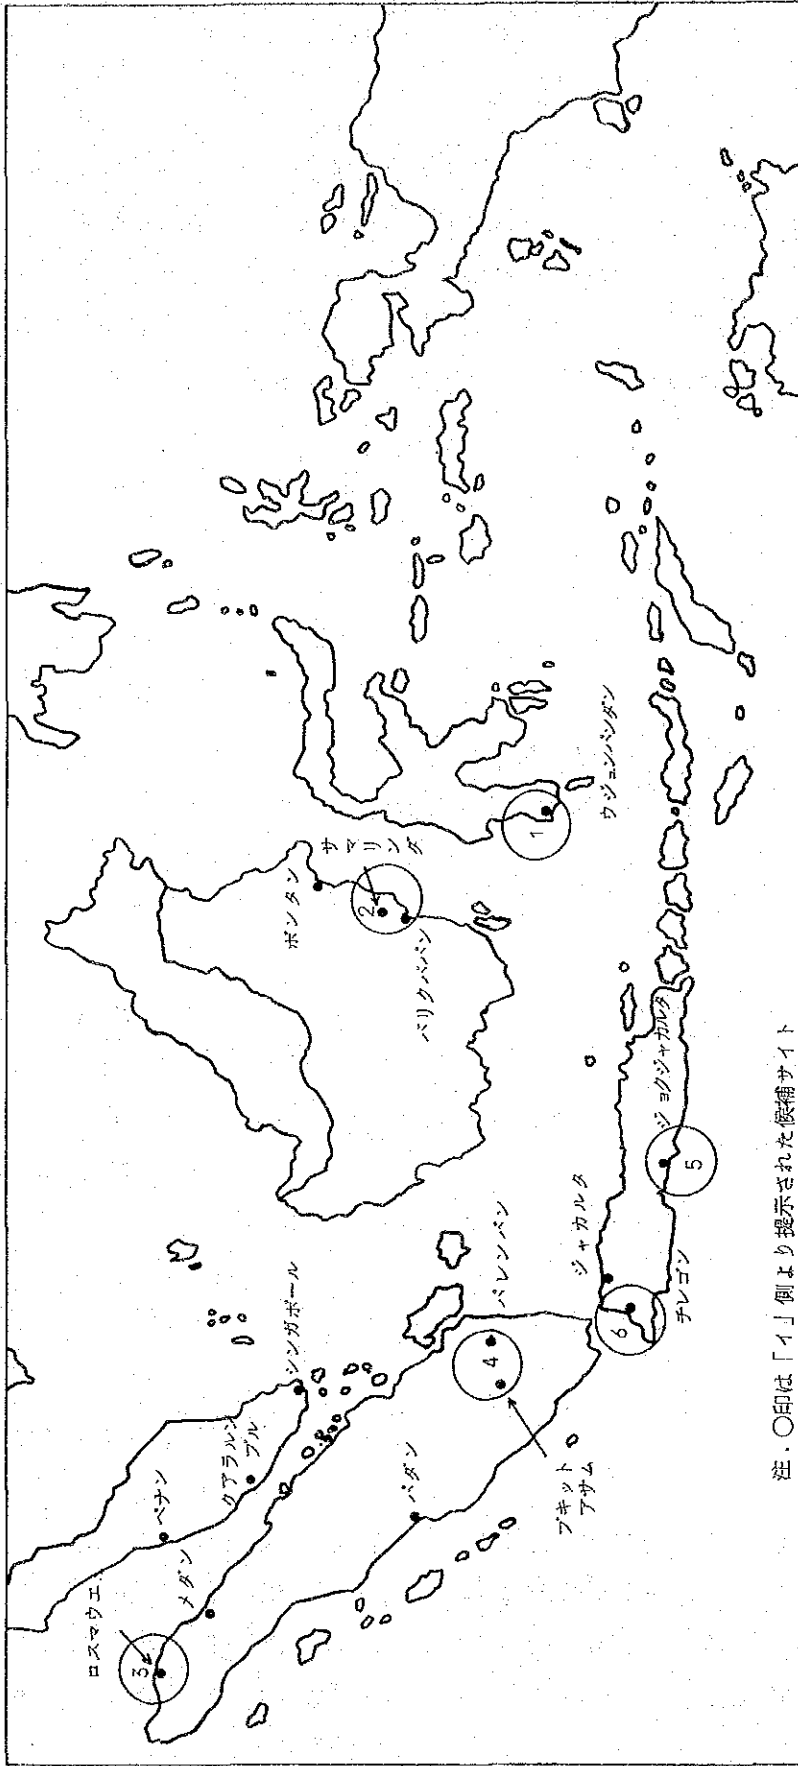 ロスマウエ
3
メダン
ペナン
クアラルン
プル
シンガポール
パダン
ブキット
アサム
4
パレンバン
ジャカルタ
6
チレゴン
5
ジョクジャカルタ
ボンタン
サ
マ
リ
ン
ダ
2
バリクパパン
1
ウジュンパンダン
注.○印は「イ」側より提示された候補サイト